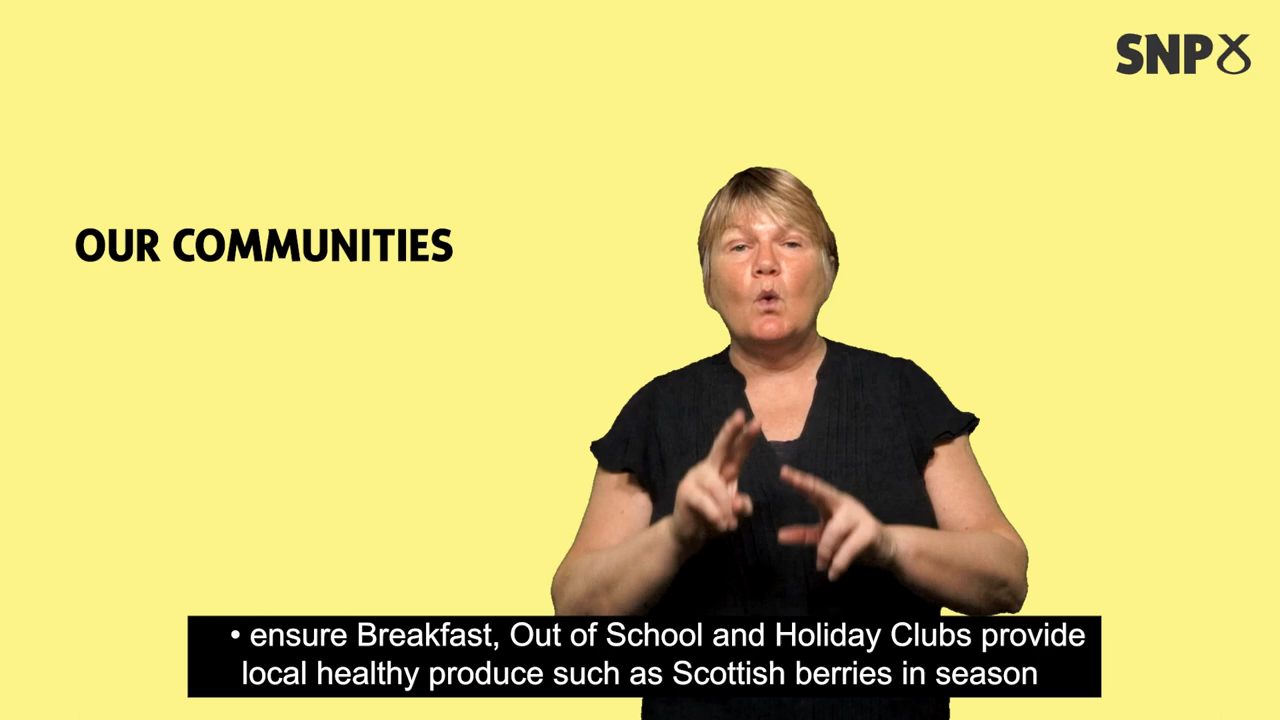 SNP
OUR COMMUNITIES
• ensure Breakfast, Out of School and Holiday Clubs provide
local healthy produce such as Scottish berries in season